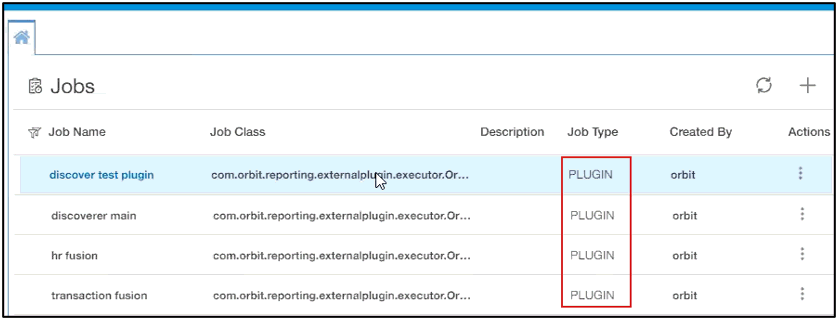 Jobs
Job Name Job Class Description Job Type Created By Actions
discover test plugin com.orbit.reporting.externalplugin.executor.Or... PLUGIN orbit
discoverer main com.orbit.reporting.externalplugin.executor.Or... PLUGIN orbit
hr fusion com.orbit.reporting.externalplugin.executor.Or... PLUGIN orbit
transaction fusion com.orbit.reporting.externalplugin.executor.Or... PLUGIN orbit